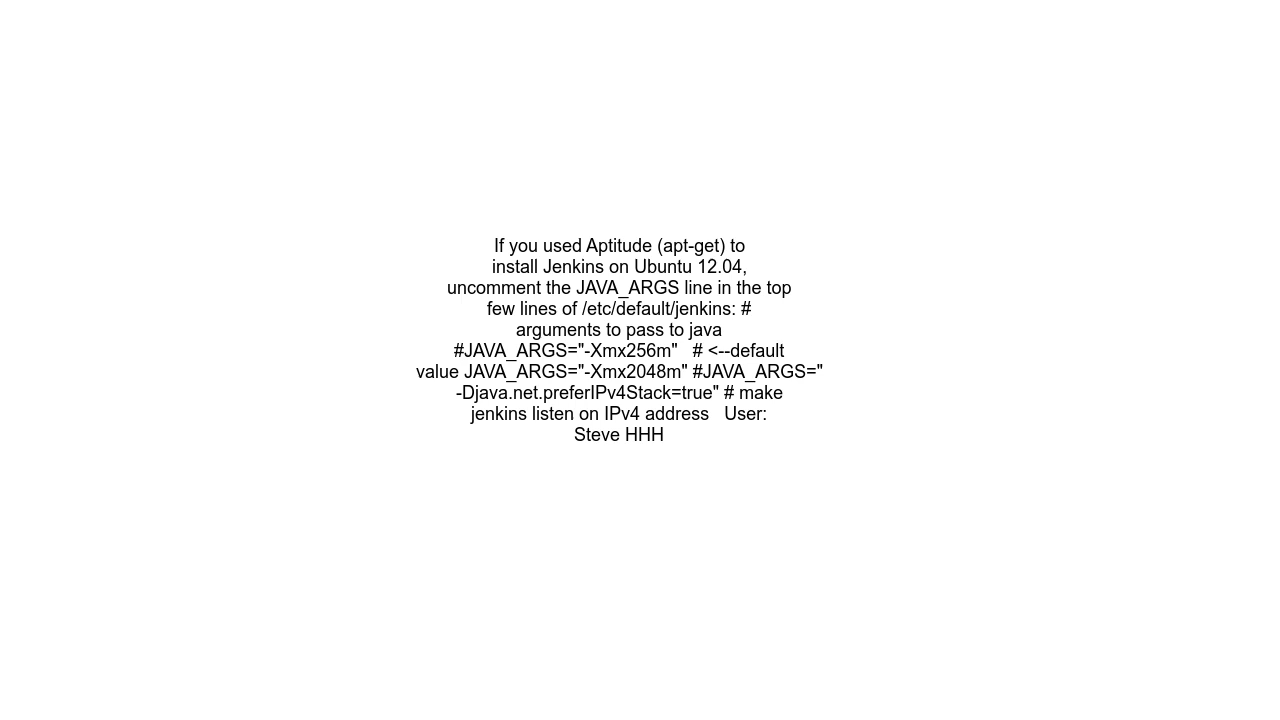 If you used Aptitude (apt-get) to
install Jenkins on Ubuntu 12.04,
uncomment the JAVA_ARGS line in the top
few lines of /etc/default/jenkins: #
arguments to pass to java
#JAVA_ARGS="-Xmx256m"   # <--default
value JAVA_ARGS="-Xmx2048m" #JAVA_ARGS="
-Djava.net.preferIPv4Stack=true" # make
jenkins listen on IPv4 address   User:
Steve HHH